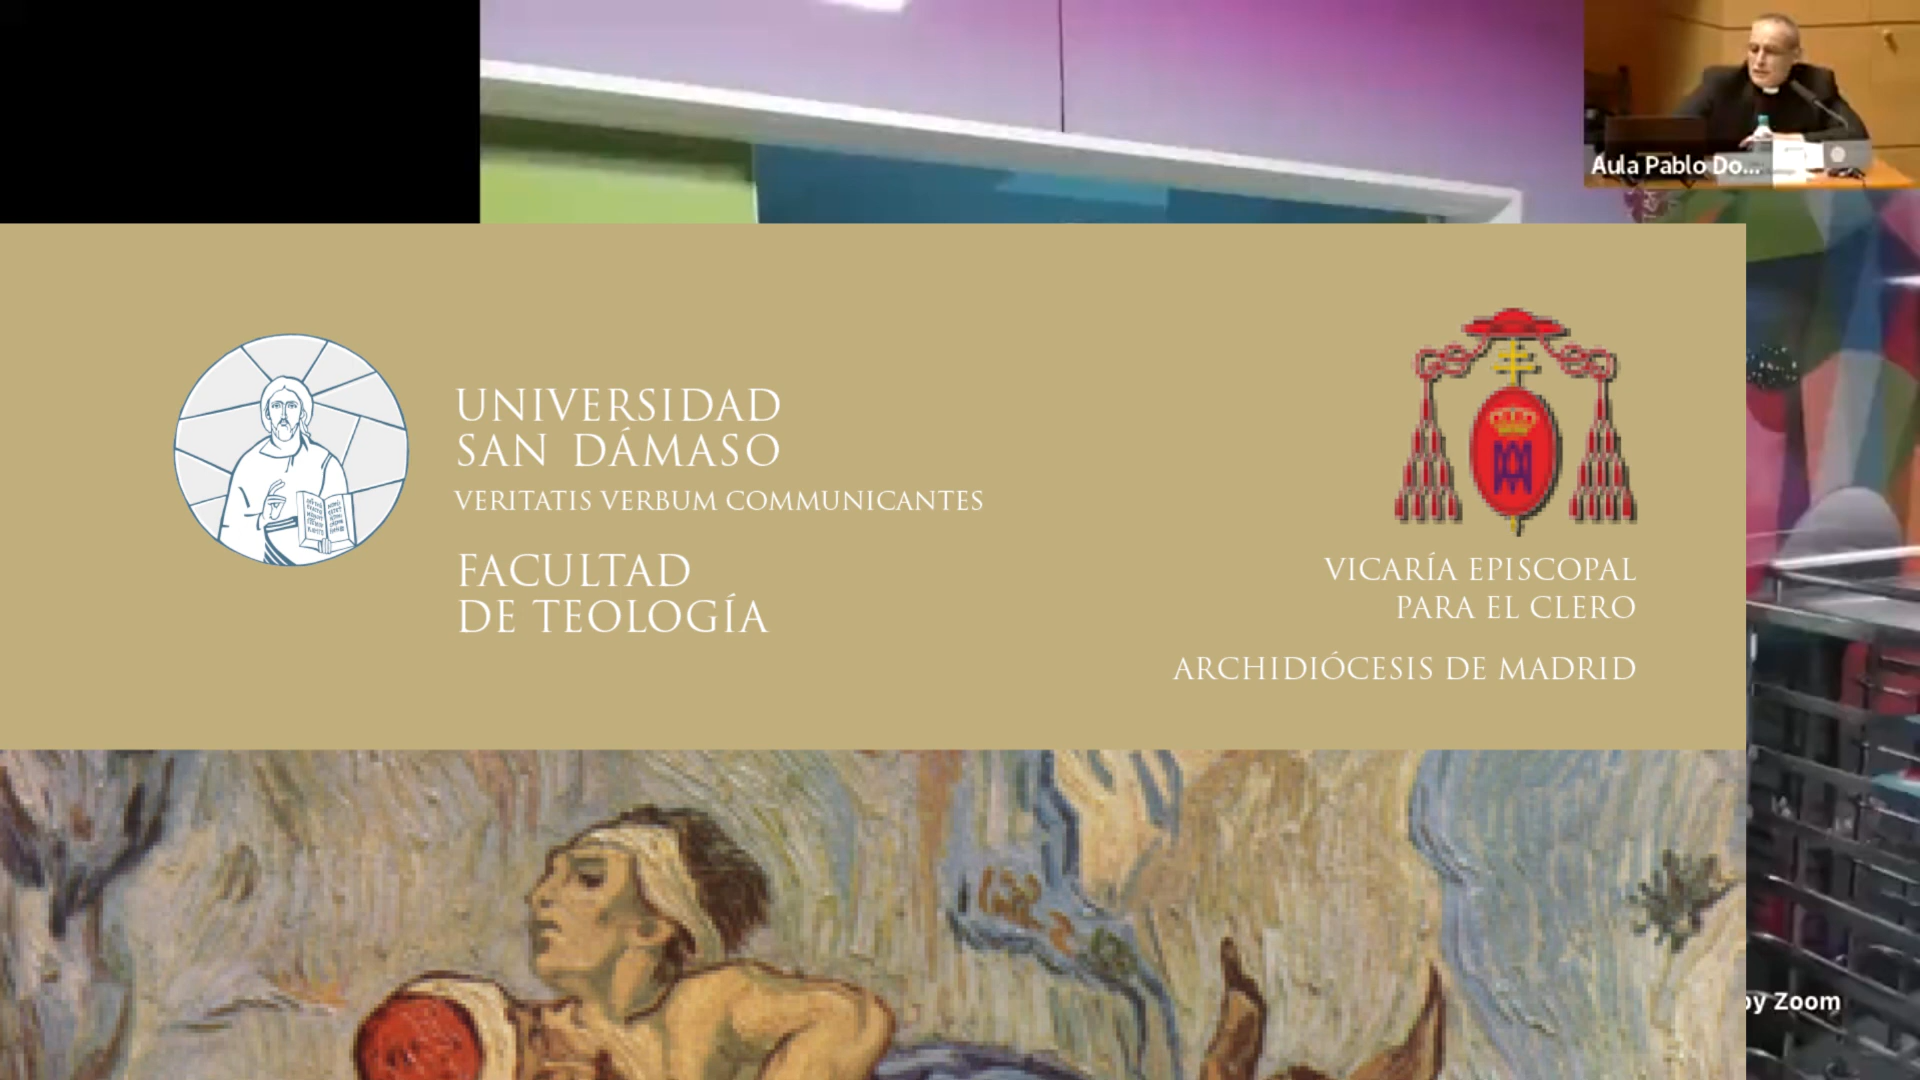 Aula Pablo Do...
UNIVERSIDAD
SAN DÁMASO
VERITATIS VERBUM COMMUNICANTES
FACULTAD
DE TEOLOGÍA
VICARÍA EPISCOPAL
PARA EL CLERO
ARCHIDIÓCESIS DE MADRID
by Zoom